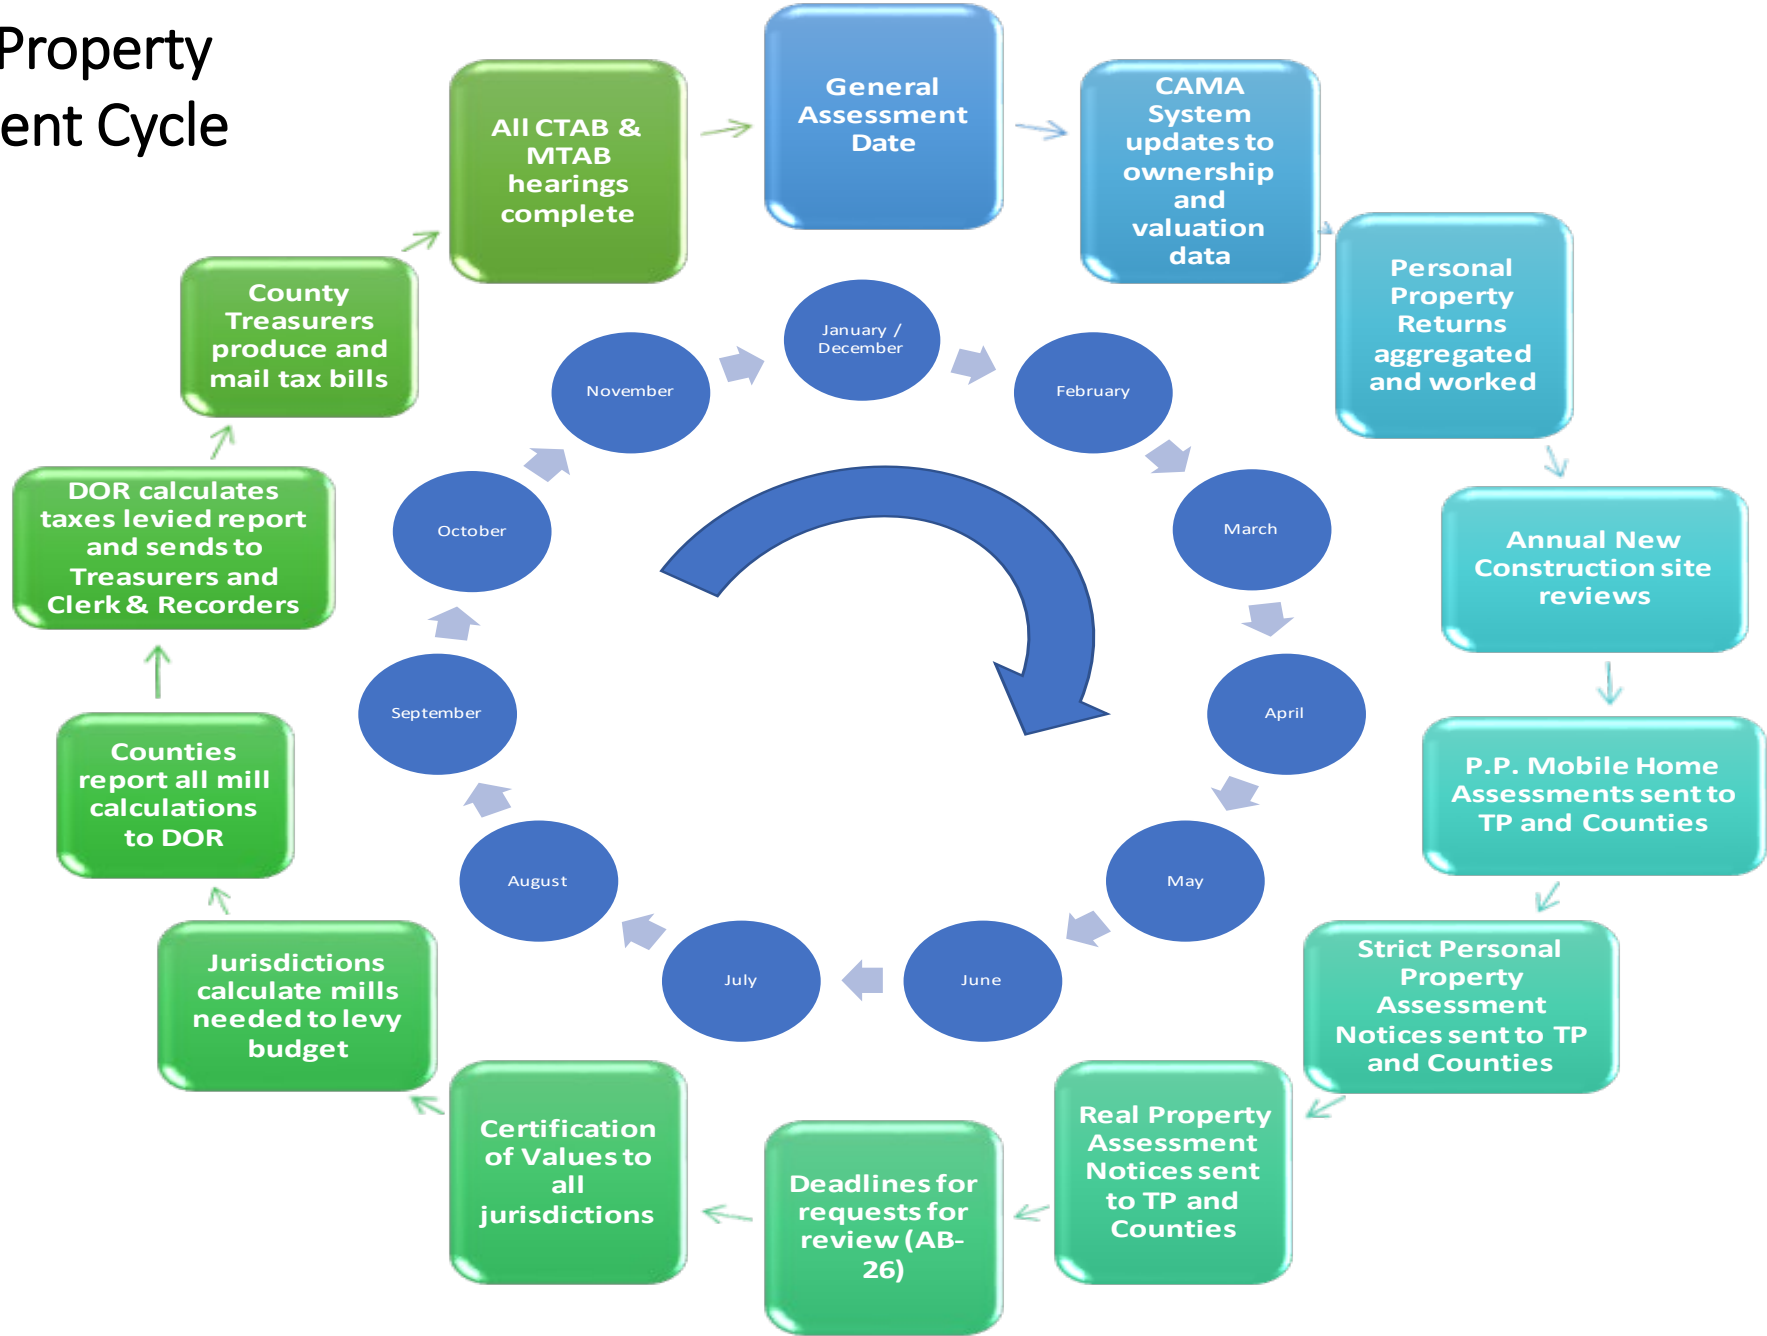 Property
ent Cycle
General
Assessment
Date
CAMA
System
updates to
ownership
and
valuation
data
Personal
Property
Returns
aggregated
and worked
Annual New
Construction site
reviews
P.P. Mobile Home
Assessments sent to
TP and Counties
Strict Personal
Property
Assessment
Notices sent to TP
and Counties
Real Property
Assessment
Notices sent
to TP and
Counties
Deadlines for
requests for
review (AB-
26)
Certification
of Values to
all
jurisdictions
Jurisdictions
calculate mills
needed to levy
budget
Counties
report all mill
calculations
to DOR
DOR calculates
taxes levied report
and sends to
Treasurers and
Clerk & Recorders
County
Treasurers
produce and
mail tax bills
All CTAB &
MTAB
hearings
complete
January /
December
February
March
April
May
June
July
August
September
October
November